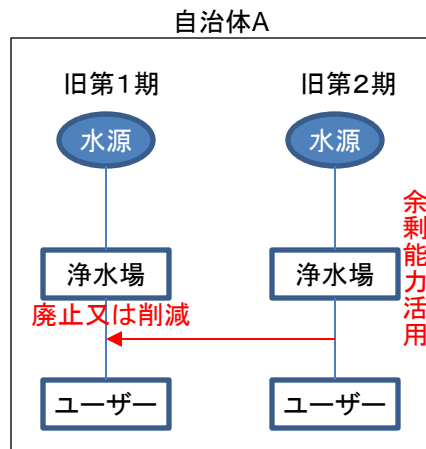 自治体A
旧第１期
旧第２期
水源
水源
余剰能力活用
浄水場
浄水場
廃止又は削減
ユーザー
ユーザー